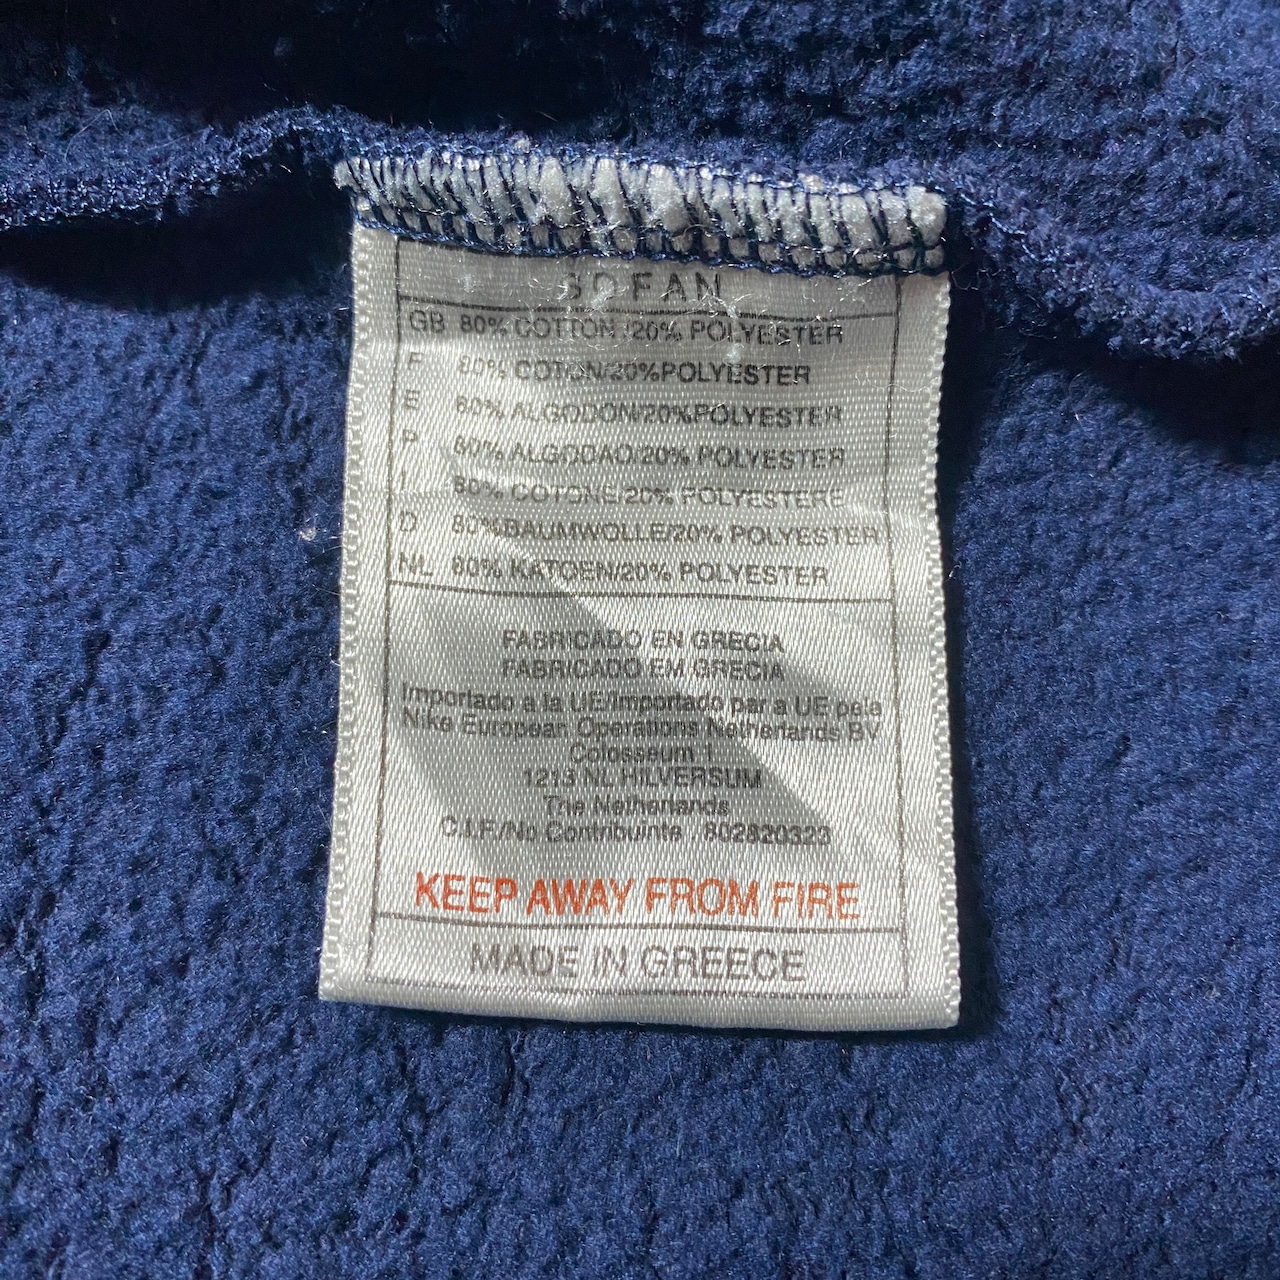 SOFAN
GB 80% COTTON/20% POLYESTER
F 80% COTON/20%POLYESTER
E 80% ALGODON/20%POLYESTER
P 80% ALGODAO/20% POLYESTER
I 80% COTONE/20% POLYESTERE
D 80%BAUMWOLLE/20% POLYESTER
NL 80% KATOEN/20% POLYESTER
FABRICADO EN GRECIA
FABRICADO EM GRECIA
Importado a la UE/Importado par a UE pele
Nike European Operations Netherlands BV
Colosseum 1
1213 NL HILVERSUM
The Netherlands
C.I.F./No Contribuinte : 802820323
KEEP AWAY FROM FIRE
MADE IN GREECE